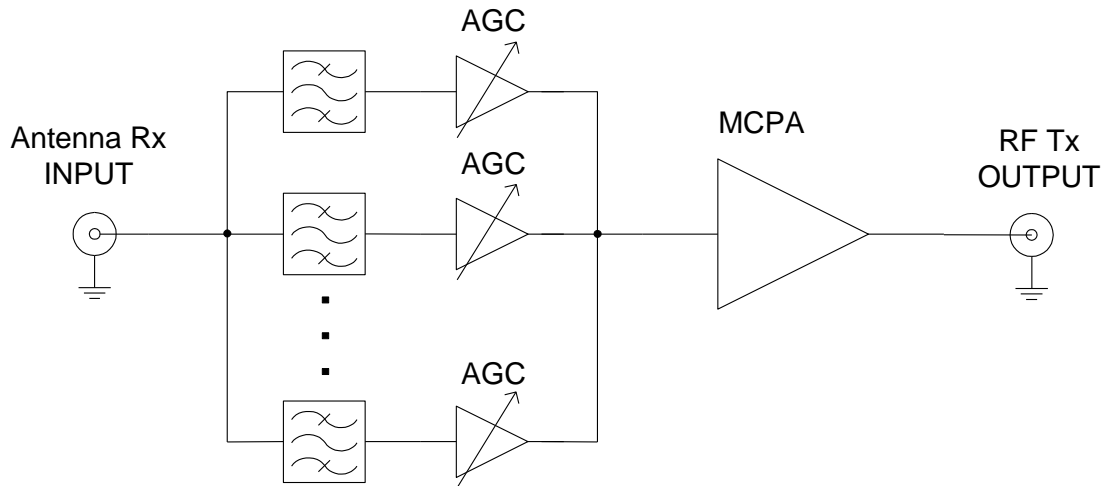 AGC
Antenna Rx
INPUT
MCPA
RF Tx
OUTPUT
AGC
AGC